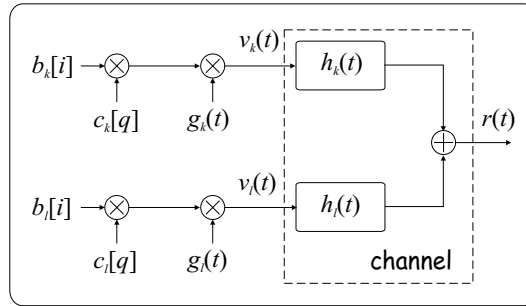 v_k(t)
b_k[i] h_k(t)
c_k[q] g_k(t) r(t)
v_l(t)
b_l[i] h_l(t)
c_l[q] g_l(t) channel